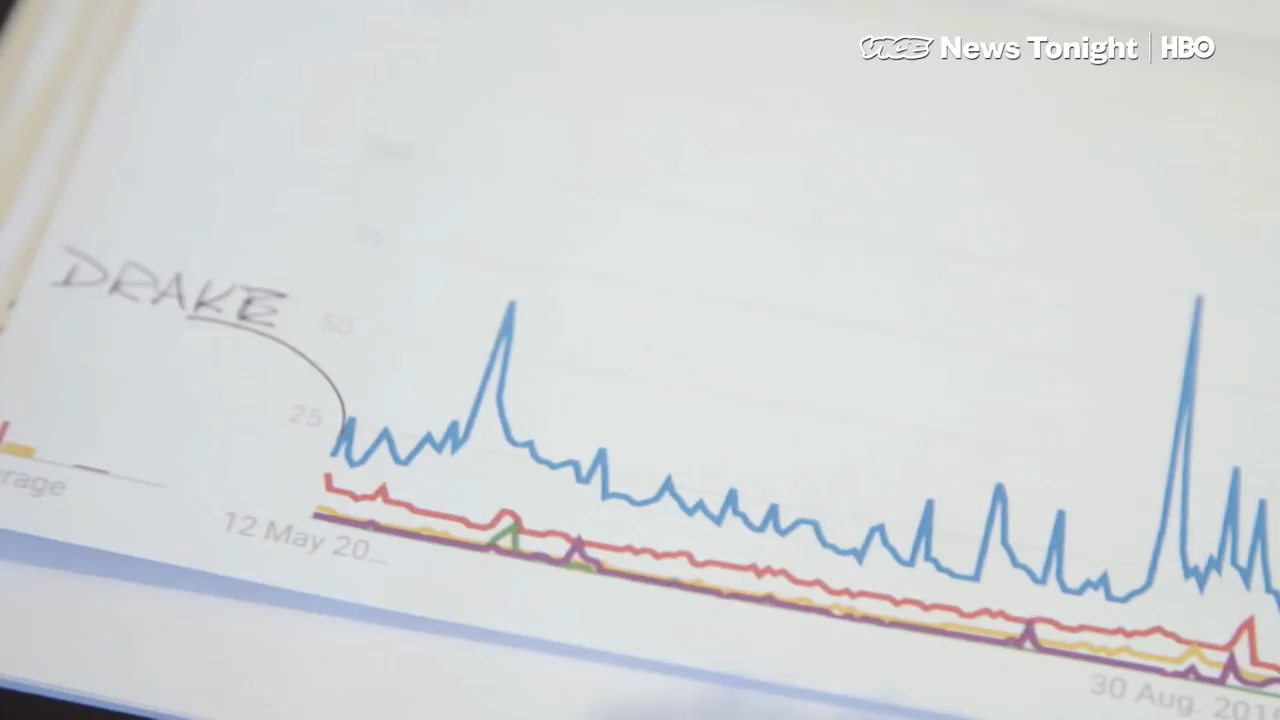 VICE News Tonight | HBO
DRAKE
50
25
rage
12 May 20...
30 Aug. 201